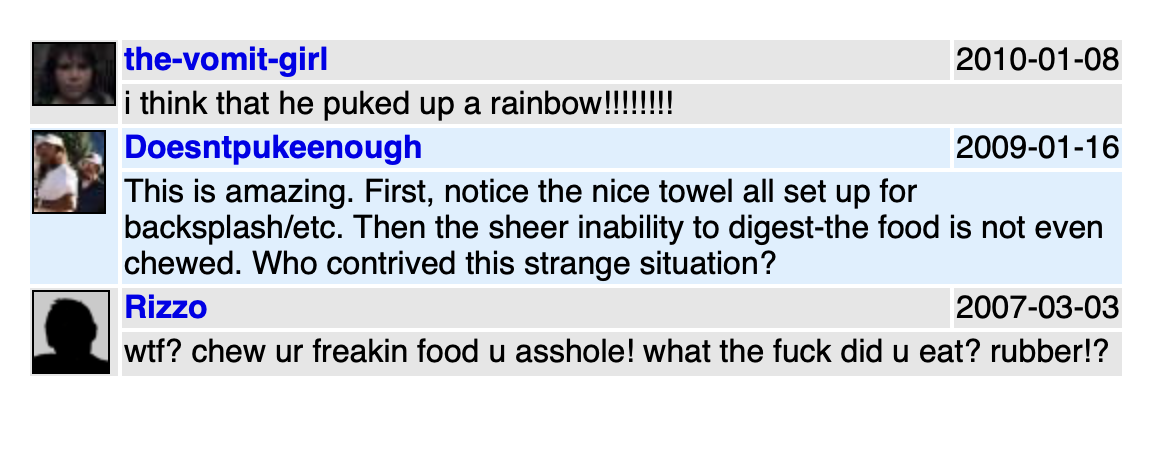 the-vomit-girl 2010-01-08
i think that he puked up a rainbow!!!!!!!!
Doesntpukeenough 2009-01-16
This is amazing. First, notice the nice towel all set up for
backsplash/etc. Then the sheer inability to digest-the food is not even
chewed. Who contrived this strange situation?
Rizzo 2007-03-03
wtf? chew ur freakin food u asshole! what the fuck did u eat? rubber!?